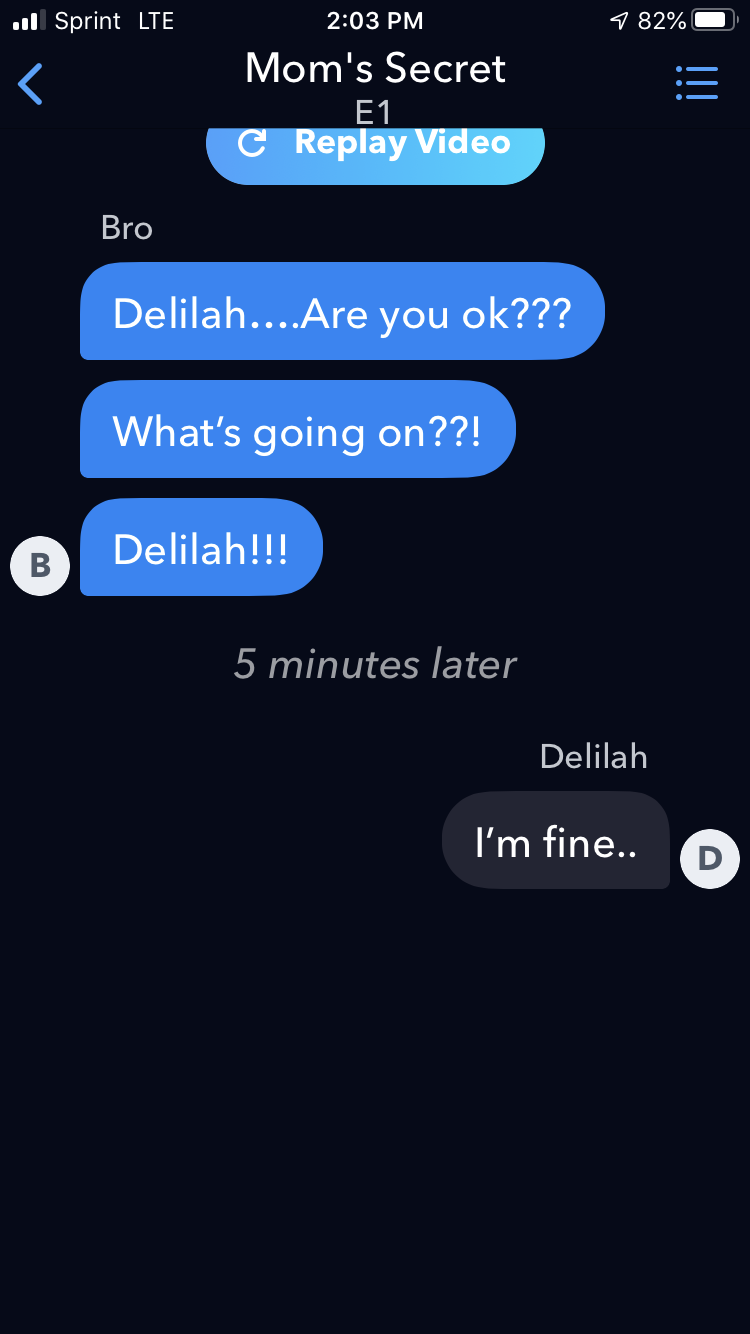 Sprint LTE 2:03 PM 82%
Mom's Secret
E1
Replay Video
Bro
Delilah....Are you ok???
What's going on??!
Delilah!!!
B
5 minutes later
Delilah
I'm fine..
D